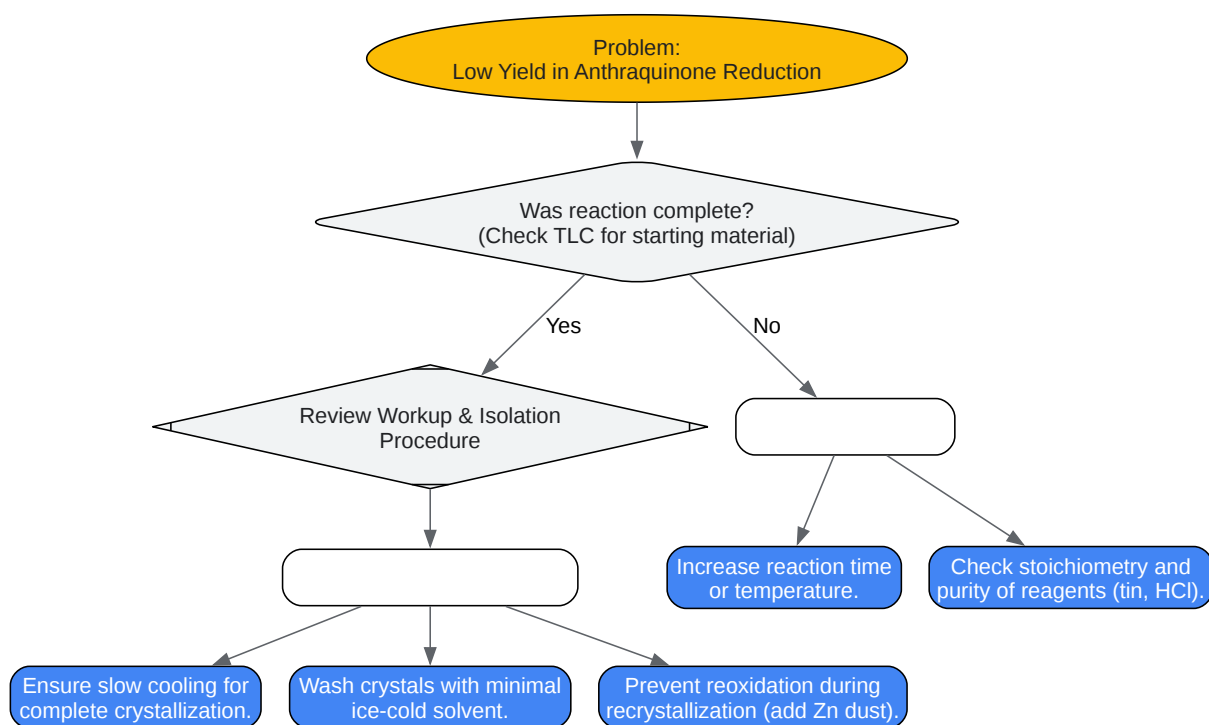 Problem:
Low Yield in Anthraquinone Reduction
Was reaction complete?
(Check TLC for starting material)
Yes
No
Review Workup & Isolation
Procedure
Increase reaction time
or temperature.
Check stoichiometry and
purity of reagents (tin, HCl).
Ensure slow cooling for
complete crystallization.
Wash crystals with minimal
ice-cold solvent.
Prevent reoxidation during
recrystallization (add Zn dust).